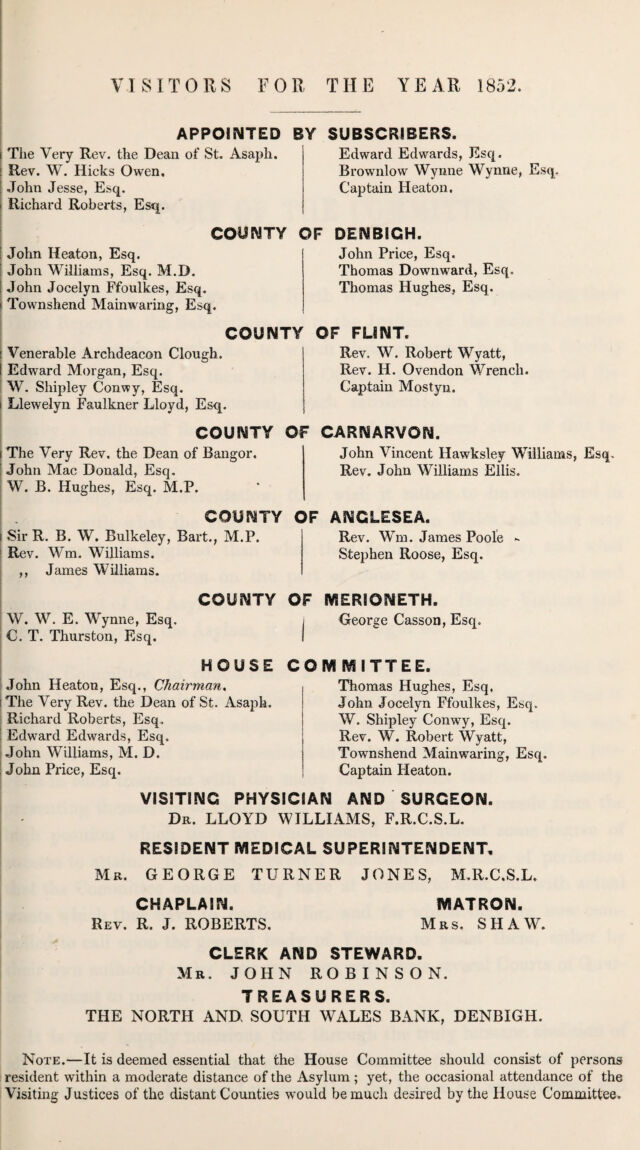 VISITORS FOR THE YEAR 1852.
APPOINTED BY SUBSCRIBERS.
The Very Rev. the Dean of St. Asaph.
Rev. W. Hicks Owen.
John Jesse, Esq.
Richard Roberts, Esq.
Edward Edwards, Esq.
Brownlow Wynne Wynne, Esq.
Captain Heaton.
COUNTY OF DENBIGH.
John Heaton, Esq.
John Williams, Esq. M.D.
John Jocelyn Ffoulkes, Esq.
Townshend Mainwaring, Esq.
John Price, Esq.
Thomas Downward, Esq.
Thomas Hughes, Esq.
COUNTY OF FLINT.
Venerable Archdeacon Clough.
Edward Morgan, Esq.
W. Shipley Conwy, Esq.
Llewelyn Faulkner Lloyd, Esq.
Rev. W. Robert Wyatt,
Rev. H. Ovendon Wrench.
Captain Mostyn.
COUNTY OF CARNARVON.
The Very Rev. the Dean of Bangor.
John Mac Donald, Esq.
W. B. Hughes, Esq. M.P.
John Vincent Hawksley Williams, Esq.
Rev. John Williams Ellis.
COUNTY OF ANGLESEA.
Sir R. B. W. Bulkeley, Bart., M.P.
Rev. Wm. Williams.
,, James Williams.
Rev. Wm. James Poole
Stephen Roose, Esq.
COUNTY OF MERIONETH.
W. W. E. Wynne, Esq.
C. T. Thurston, Esq.
George Casson, Esq.
HOUSE COMMITTEE.
John Heaton, Esq., Chairman.
The Very Rev. the Dean of St. Asaph.
Richard Roberts, Esq.
Edward Edwards, Esq.
John Williams, M. D.
John Price, Esq.
Thomas Hughes, Esq.
John Jocelyn Ffoulkes, Esq.
W. Shipley Conwy, Esq.
Rev. W. Robert Wyatt,
Townshend Mainwaring, Esq.
Captain Heaton.
VISITING PHYSICIAN AND SURGEON.
DR. LLOYD WILLIAMS, F.R.C.S.L.
RESIDENT MEDICAL SUPERINTENDENT.
MR. GEORGE TURNER JONES, M.R.C.S.L.
CHAPLAIN.
REV. R. J. ROBERTS.
MATRON.
MRS. SHAW.
CLERK AND STEWARD.
MR. JOHN ROBINSON.
TREASURERS.
THE NORTH AND SOUTH WALES BANK, DENBIGH.
NOTE.—It is deemed essential that the House Committee should consist of persons
resident within a moderate distance of the Asylum; yet, the occasional attendance of the
Visiting Justices of the distant Counties would be much desired by the House Committee.